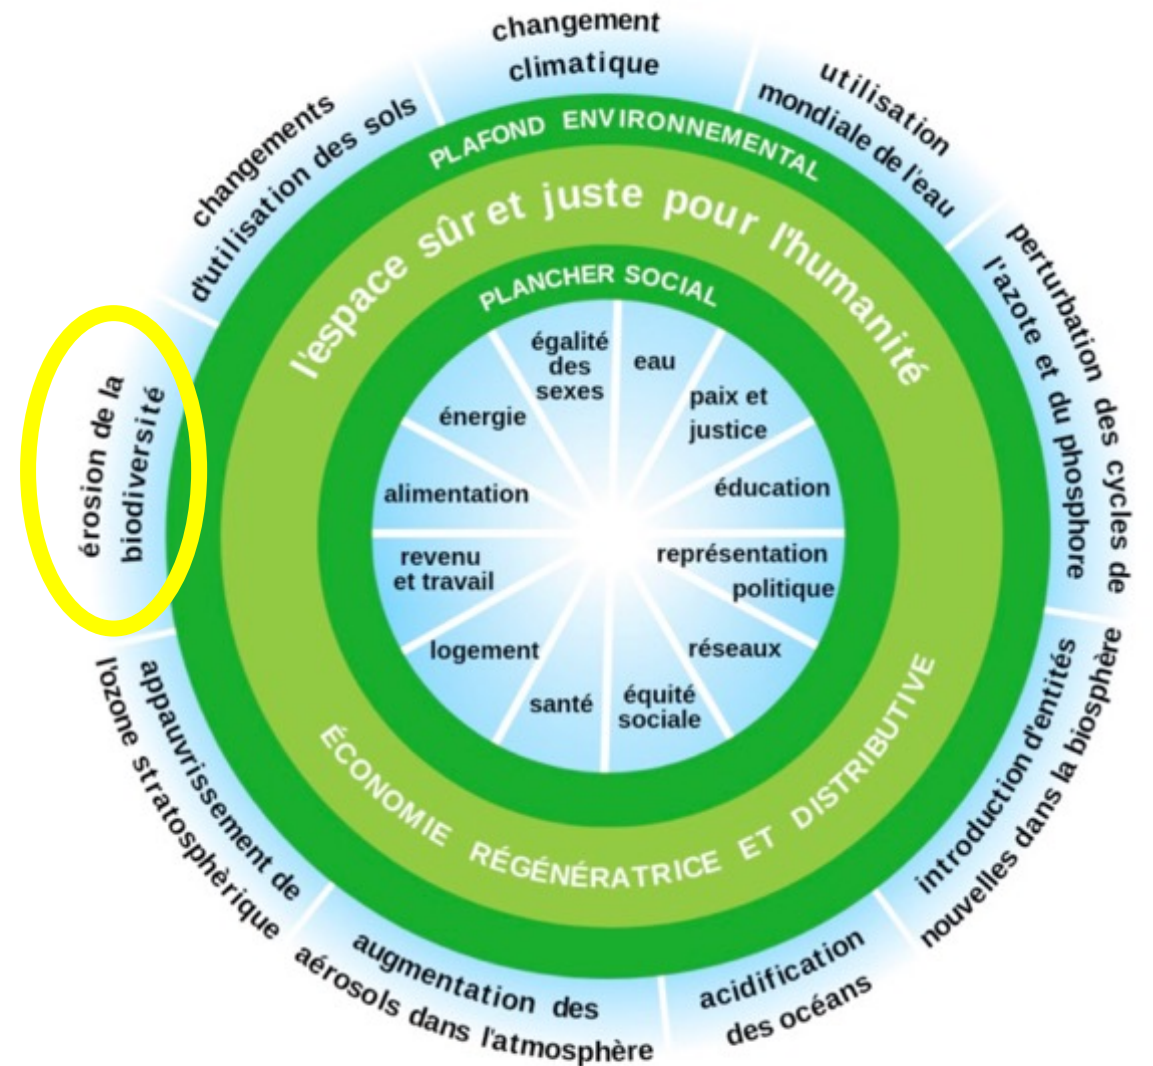 changement
climatique
utilisation
mondiale de l'eau
perturbation des cycles de
l'azote et du phosphore
introduction d'entités
nouvelles dans la biosphère
acidification
des océans
augmentation des
aérosols dans l'atmosphère
appauvrissement de
l'ozone stratosphèrique
érosion de la
biodiversité
changements
d'utilisation des sols
PLAFOND ENVIRONNEMENTAL
l'espace sûr et juste pour l'humanité
PLANCHER SOCIAL
égalité
des
sexes
eau
paix et
justice
éducation
représentation
politique
réseaux
équité
sociale
santé
logement
revenu
et travail
alimentation
énergie
ÉCONOMIE RÉGÉNÉRATRICE ET DISTRIBUTIVE